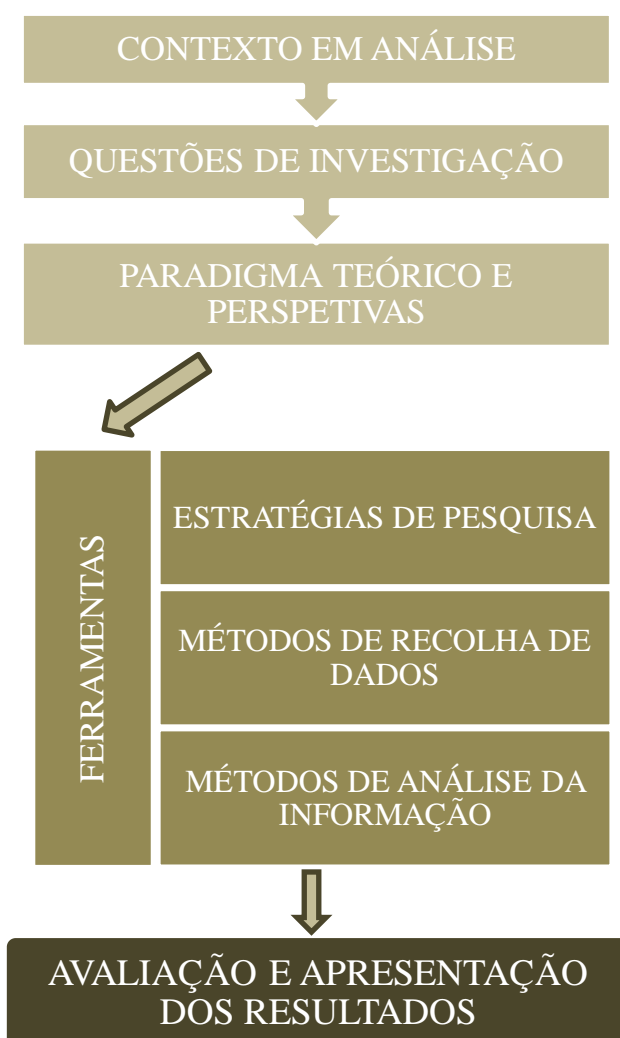 CONTEXTO EM ANÁLISE
QUESTÕES DE INVESTIGAÇÃO
PARADIGMA TEÓRICO E
PERSPETIVAS
FERRAMENTAS
ESTRATÉGIAS DE PESQUISA
MÉTODOS DE RECOLHA DE
DADOS
MÉTODOS DE ANÁLISE DA
INFORMAÇÃO
AVALIAÇÃO E APRESENTAÇÃO
DOS RESULTADOS